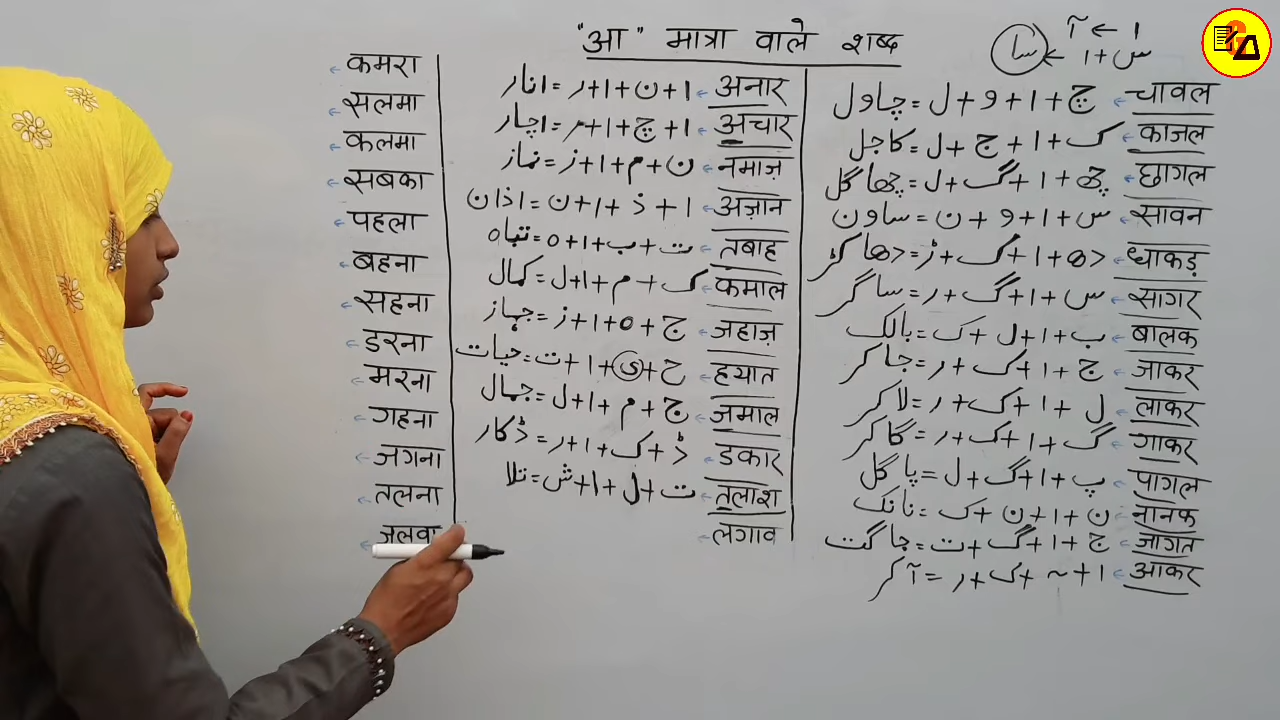 "आ" मात्रा वाले शब्द
ا → آ
س + ا ← سا
चावल ← چ + ا + و + ل = چاول
काजल ← ک + ا + ج + ل = کاجل
छागल ← چھ + ا + گ + ل = چھاگل
सावन ← س + ا + و + ن = ساون
धाकड़ ← دھ + ا + ک + ڑ = دھاکڑ
सागर ← س + ا + گ + ر = ساگر
बालक ← ب + ا + ل + ک = بالک
जाकर ← ج + ا + ک + ر = جاکر
लाकर ← ل + ا + ک + ر = لاکر
गाकर ← گ + ا + ک + ر = گاکر
पागल ← پ + ا + گ + ل = پاگل
नानक ← ن + ا + ن + ک = نانک
जागत ← ج + ا + گ + ت = جاگت
आकर ← ا + ~ + ک + ر = آکر
अनार ← ا + ن + ا + ر = انار
अचार ← ا + چ + ا + ر = اچار
नमाज़ ← ن + م + ا + ز = نماز
अज़ान ← ا + ذ + ا + ن = اذان
तबाह ← ت + ب + ا + ہ = تباہ
कमाल ← ک + م + ا + ل = کمال
जहाज़ ← ج + ہ + ا + ز = جہاز
हयात ← ح + ی + ا + ت = حیات
जमाल ← ج + م + ا + ل = جمال
डकार ← ڈ + ک + ا + ر = ڈکار
तलाश ← ت + ل + ا + ش = تلا
लगाव ←
कमरा ←
सलमा ←
कलमा ←
सबका ←
पहला ←
बहना ←
सहना ←
डरना ←
मरना ←
गहना ←
जगना ←
तलना ←
जलवा ←